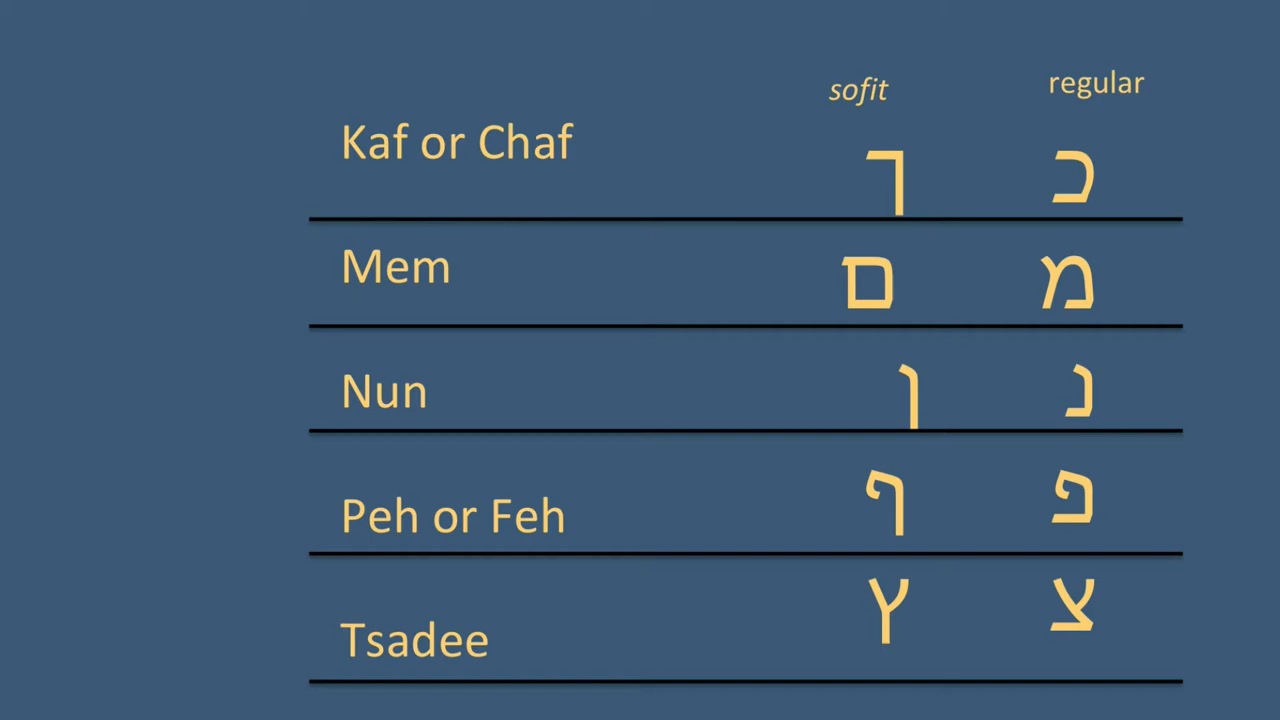 sofit regular
Kaf or Chaf ך כ
Mem ם מ
Nun ן נ
Peh or Feh ף פ
Tsadee ץ צ